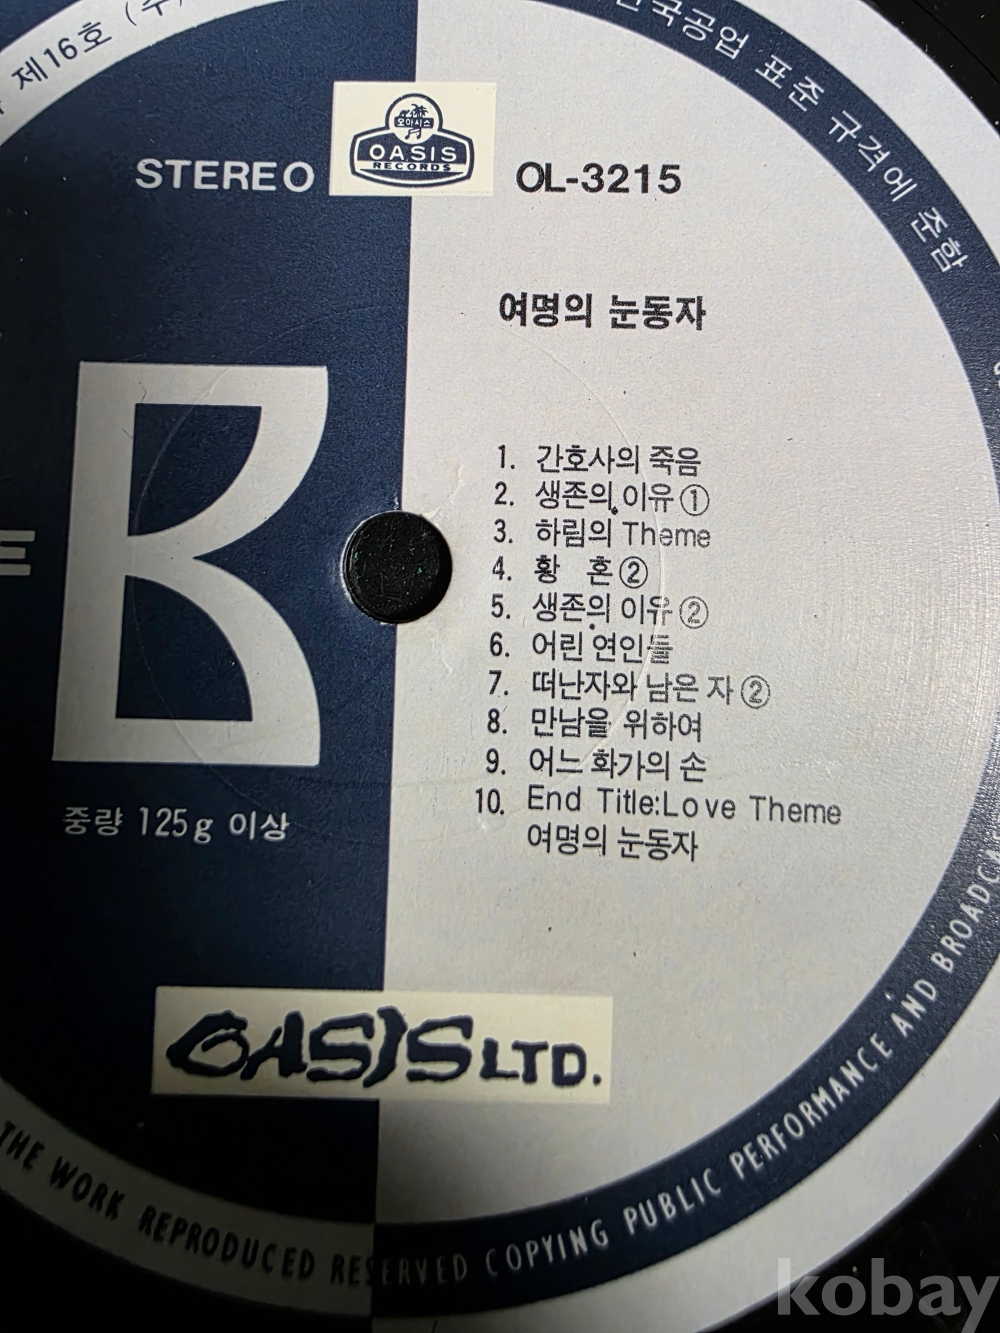 제16호 (주)
한국공업 표준 규격에 준함
오아시스
OASIS
RECORDS
STEREO
OL-3215
여명의 눈동자
B
1. 간호사의 죽음
2. 생존의 이유①
3. 하림의 Theme
4. 황 혼②
5. 생존의 이유②
6. 어린 연인들
7. 떠난자와 남은 자②
8. 만남을 위하여
9. 어느 화가의 손
10. End Title:Love Theme
여명의 눈동자
중량 125g 이상
OASIS LTD.
THE WORK REPRODUCED RESERVED COPYING PUBLIC PERFORMANCE AND BROADCA
kobay